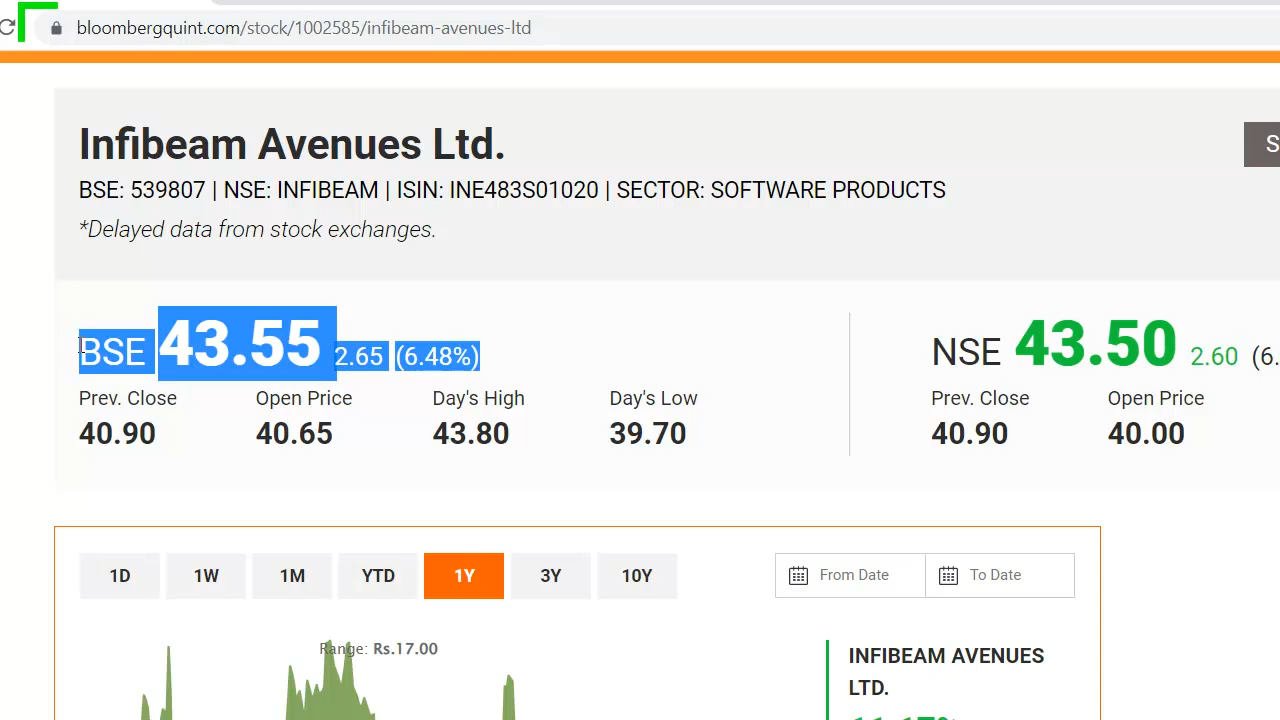 bloombergquint.com/stock/1002585/infibeam-avenues-ltd
Infibeam Avenues Ltd.
BSE: 539807 | NSE: INFIBEAM | ISIN: INE483S01020 | SECTOR: SOFTWARE PRODUCTS
*Delayed data from stock exchanges.
BSE 43.55 2.65 (6.48%)
Prev. Close Open Price Day's High Day's Low
40.90 40.65 43.80 39.70
NSE 43.50 2.60 (6.
Prev. Close Open Price
40.90 40.00
1D 1W 1M YTD 1Y 3Y 10Y
From Date To Date
Range: Rs.17.00
INFIBEAM AVENUES
LTD.